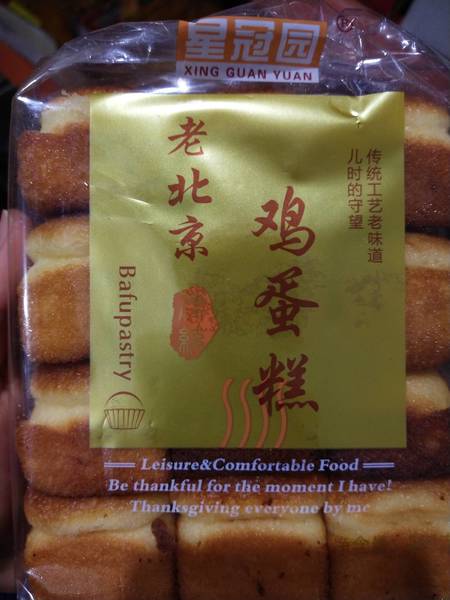 星冠园
XING GUAN YUAN
老北京
鸡蛋糕
传统工艺老味道
儿时的守望
Bafupastry
Leisure&Comfortable Food
Be thankful for the moment I have!
Thanksgiving everyone by me